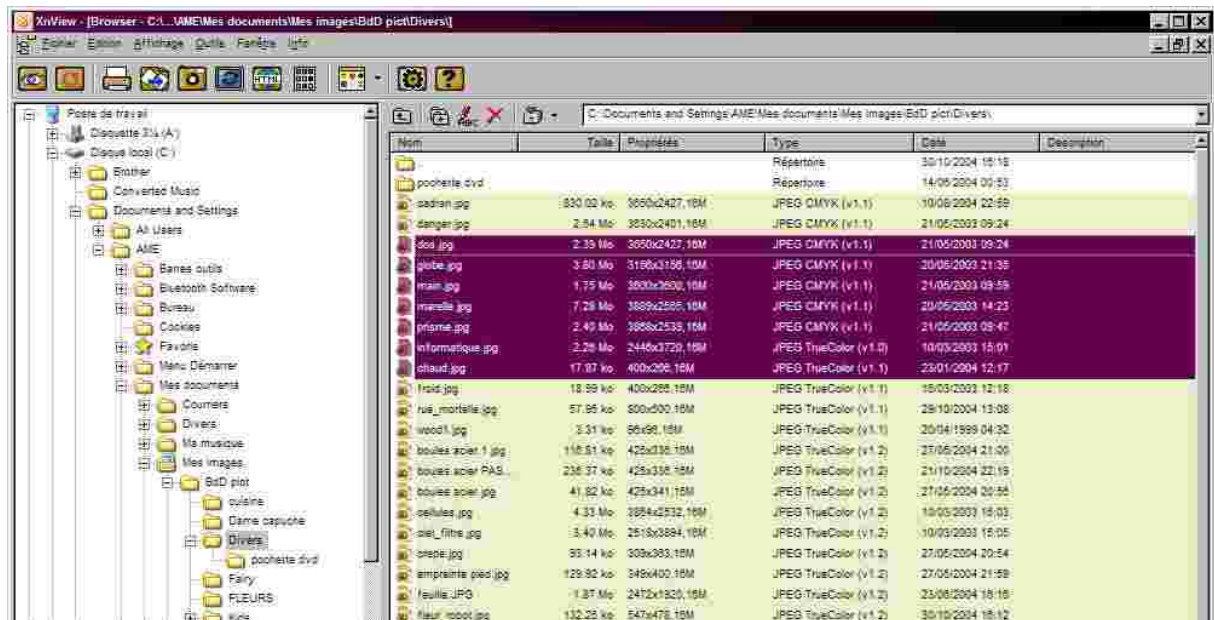 XnView - [Browser - C:\...\AME\Mes documents\Mes images\BdD pict\Divers\]
Fichier Edition Affichage Outils Fenêtre Info
HTML
Poste de travail
Disquette 3½ (A:)
Disque local (C:)
Brother
Converted Music
Documents and Settings
All Users
AME
Barres outils
Bluetooth Software
Bureau
Cookies
Favoris
Menu Démarrer
Mes documents
Courriers
Divers
Ma musique
Mes images
BdD pict
cuisine
Dame capuche
Divers
pochette dvd
Fairy
FLEURS
Kids
C:\Documents and Settings\AME\Mes documents\Mes images\BdD pict\Divers\
Nom Taille Propriétés Type Date Description
.. Répertoire 30/10/2004 16:18
pochette dvd Répertoire 14/06/2004 00:53
cadran.jpg 830.02 ko 3650x2427,16M JPEG CMYK (v1.1) 10/08/2004 22:59
danger.jpg 2.64 Mo 3630x2401,16M JPEG CMYK (v1.1) 21/05/2003 09:24
dos.jpg 2.39 Mo 3650x2427,16M JPEG CMYK (v1.1) 21/05/2003 09:24
globe.jpg 3.80 Mo 3156x3156,16M JPEG CMYK (v1.1) 20/05/2003 21:35
main.jpg 1.75 Mo 3600x3600,16M JPEG CMYK (v1.1) 21/05/2003 09:59
marelle.jpg 7.28 Mo 3889x2585,16M JPEG CMYK (v1.1) 20/05/2003 14:23
prisme.jpg 2.40 Mo 3868x2539,16M JPEG CMYK (v1.1) 21/05/2003 09:47
informatique.jpg 2.26 Mo 2446x3720,16M JPEG TrueColor (v1.0) 10/03/2003 15:01
chaud.jpg 17.87 ko 400x266,16M JPEG TrueColor (v1.1) 23/01/2004 12:17
froid.jpg 18.99 ko 400x266,16M JPEG TrueColor (v1.1) 12:18
rue_mortelle.jpg 57.95 ko 800x600,16M JPEG TrueColor (v1.1) 29/10/2004 13:08
wood1.jpg 3.31 ko 96x96,16M JPEG TrueColor (v1.1) 20/04/1999 04:32
boules acier 1.jpg 116.81 ko 425x338,16M JPEG TrueColor (v1.2) 27/05/2004 21:00
boules acier PAS... 236.37 ko 425x338,16M JPEG TrueColor (v1.2) 21/10/2004 22:19
boules acier.jpg 41.82 ko 425x341,16M JPEG TrueColor (v1.2) 27/05/2004 20:56
cellules.jpg 4.33 Mo 3864x2532,16M JPEG TrueColor (v1.2) 10/03/2003 15:03
ciel_filtre.jpg 3.40 Mo 2518x3894,16M JPEG TrueColor (v1.2) 10/03/2003 15:05
crepe.jpg 93.14 ko 309x363,16M JPEG TrueColor (v1.2) 27/05/2004 20:54
empreinte pied.jpg 129.92 ko 349x400,16M JPEG TrueColor (v1.2) 27/05/2004 21:59
feuille.JPG 1.87 Mo 2472x1920,16M JPEG TrueColor (v1.2) 23/06/2004 16:16
fleur robot.jpg 132.25 ko 547x478,16M JPEG TrueColor (v1.2) 30/10/2004 16:12